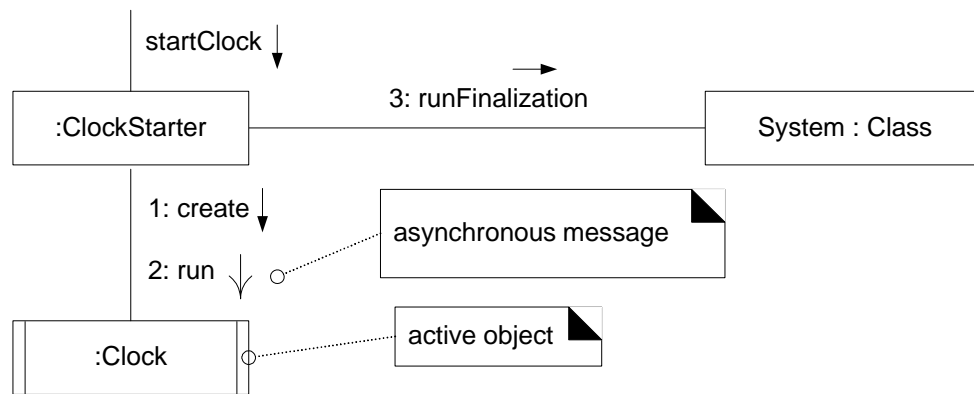 startClock
3: runFinalization
:ClockStarter
System : Class
1: create
asynchronous message
2: run
active object
:Clock